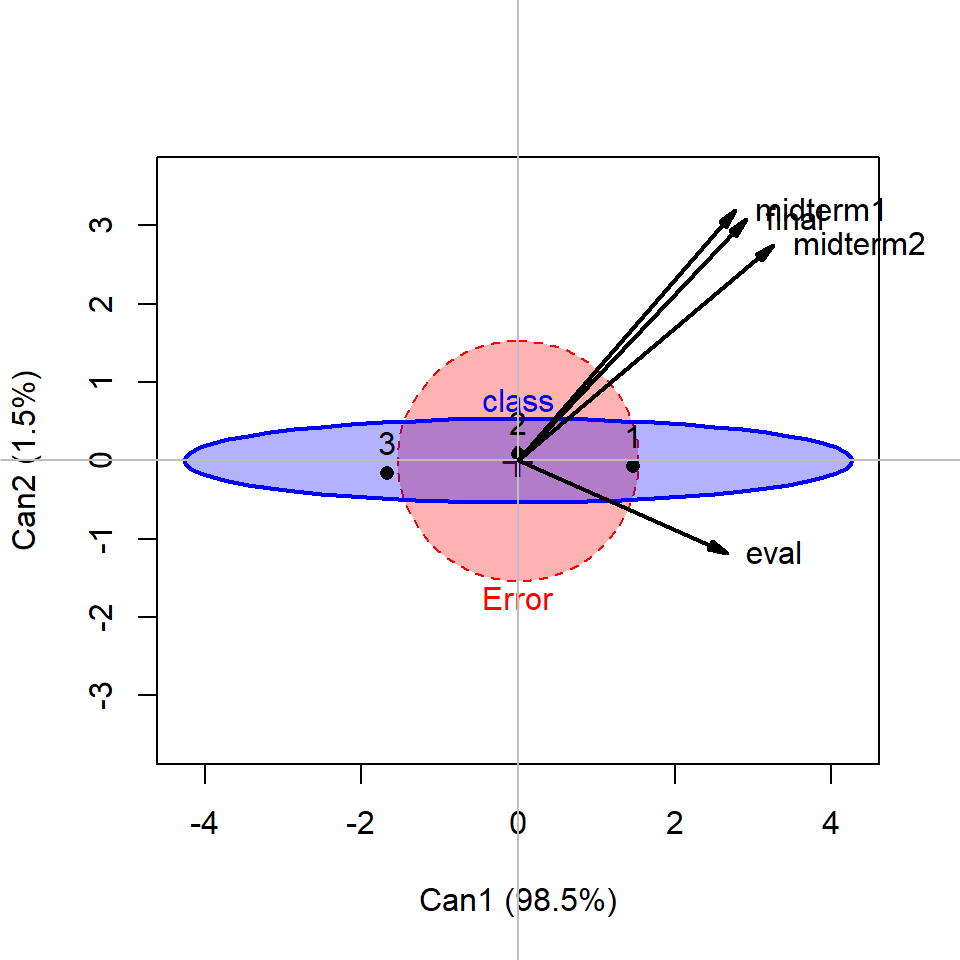 midterm1
final
midterm2
3
2
1
0
-1
-2
-3
Can2 (1.5%)
class
2
3
1
+
eval
Error
-4
-2
0
2
4
Can1 (98.5%)